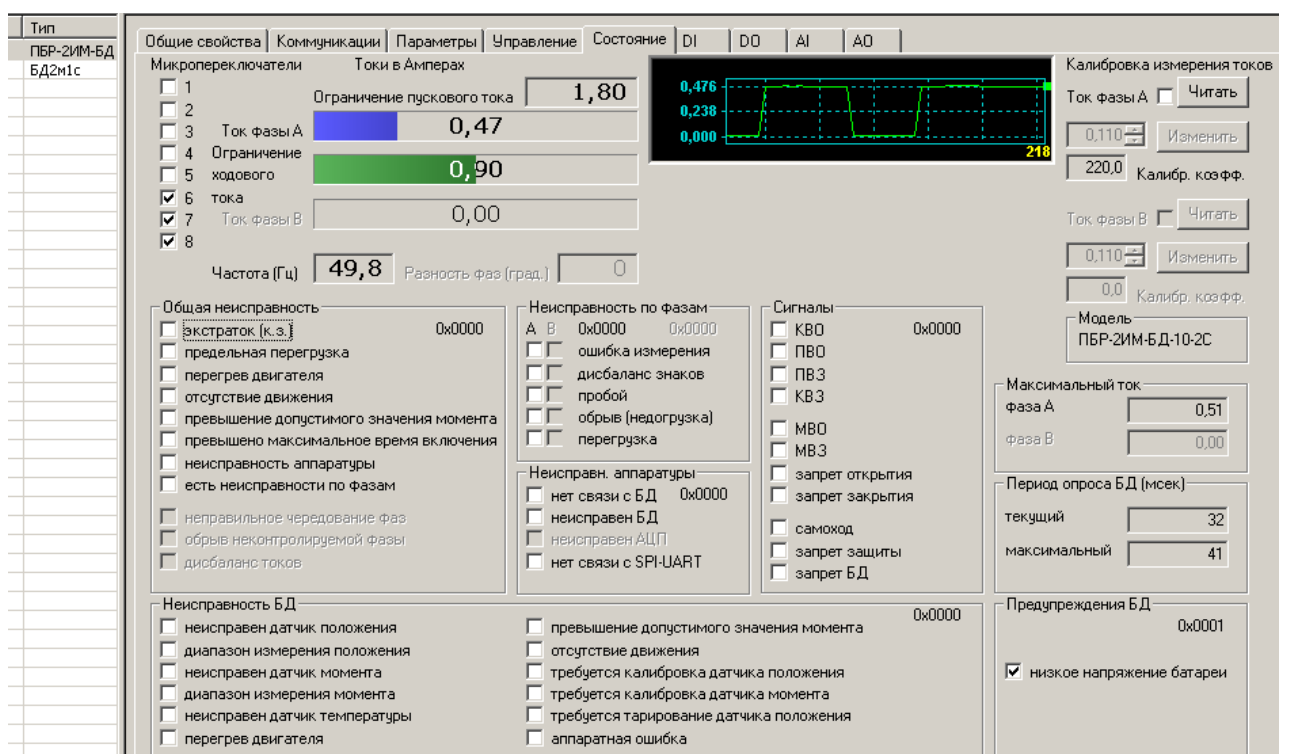 Тип
ПБР-2ИМ-БД
БД2м1с
Общие свойства Коммуникации Параметры Управление Состояние DI DO AI AO
Микропереключатели
1
2
3
4
5
6
7
8
Токи в Амперах
Ограничение пускового тока 1,80
Ток фазы А 0,47
Ограничение
ходового 0,90
тока
Ток фазы В 0,00
Частота (Гц) 49,8 Разность фаз (град.) 0
0,476
0,238
0,000
218
Калибровка измерения токов
Ток фазы А Читать
0,110 Изменить
220,0 Калибр. коэфф.
Ток фазы В Читать
0,110 Изменить
0,0 Калибр. коэфф.
Модель
ПБР-2ИМ-БД-10-2С
Общая неисправность
экстраток (к.з.) 0x0000
предельная перегрузка
перегрев двигателя
отсутствие движения
превышение допустимого значения момента
превышено максимальное время включения
неисправность аппаратуры
есть неисправности по фазам
неправильное чередование фаз
обрыв неконтролируемой фазы
дисбаланс токов
Неисправность по фазам
A B 0x0000 0x0000
ошибка измерения
дисбаланс знаков
пробой
обрыв (недогрузка)
перегрузка
Неисправн. аппаратуры
нет связи с БД 0x0000
неисправен БД
неисправен АЦП
нет связи с SPI-UART
Сигналы
КВО 0x0000
ПВО
ПВЗ
КВЗ
МВО
МВЗ
запрет открытия
запрет закрытия
самоход
запрет защиты
запрет БД
Максимальный ток
фаза А 0,51
фаза В 0,00
Период опроса БД (мсек)
текущий 32
максимальный 41
Неисправность БД 0x0000
неисправен датчик положения
диапазон измерения положения
неисправен датчик момента
диапазон измерения момента
неисправен датчик температуры
перегрев двигателя
превышение допустимого значения момента
отсутствие движения
требуется калибровка датчика положения
требуется калибровка датчика момента
требуется тарирование датчика положения
аппаратная ошибка
Предупреждения БД
0x0001
низкое напряжение батареи